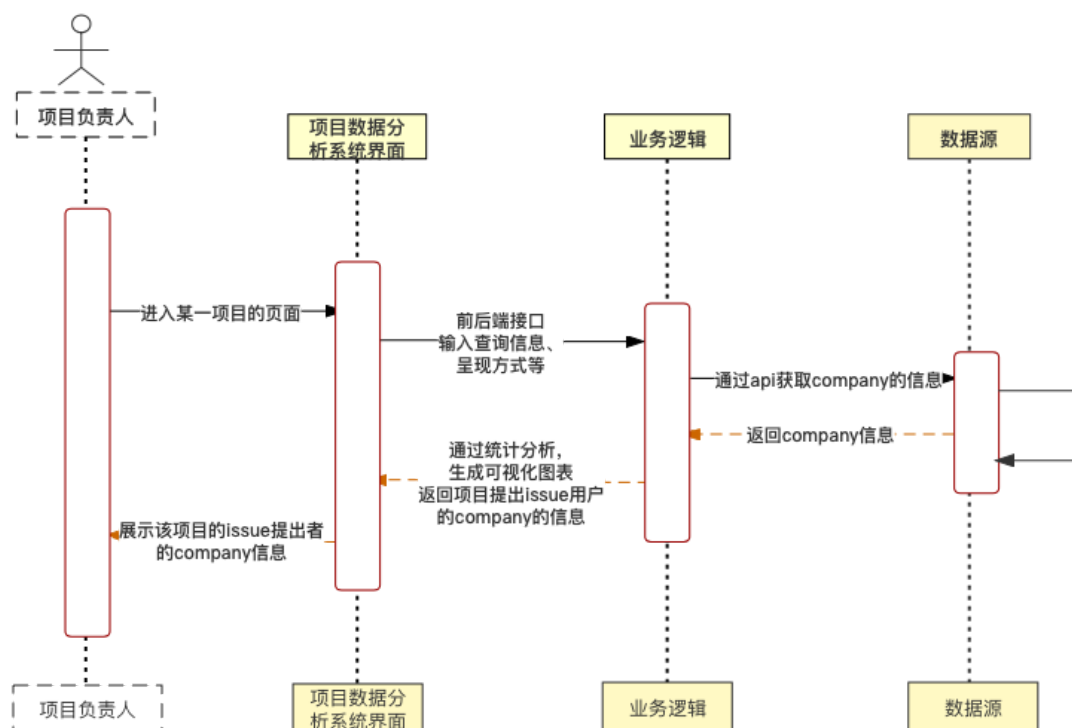 项目负责人
项目数据分
析系统界面
业务逻辑
数据源
进入某一项目的页面
前后端接口
输入查询信息、
呈现方式等
通过api获取company的信息
返回company信息
通过统计分析，
生成可视化图表
返回项目提出issue用户
的company的信息
展示该项目的issue提出者
的company信息
项目负责人
项目数据分
析系统界面
业务逻辑
数据源